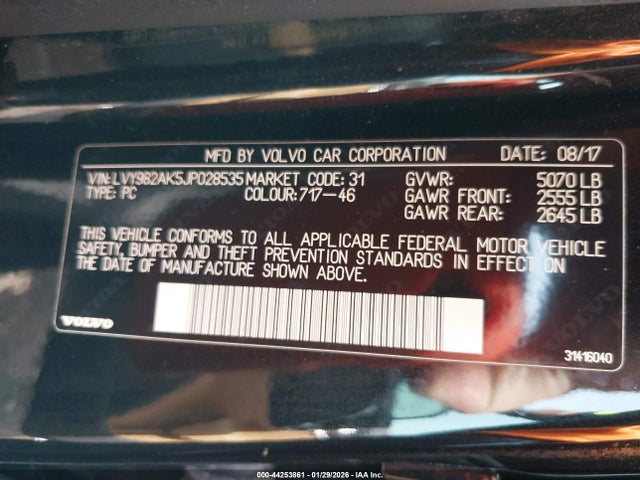 MFD BY VOLVO CAR CORPORATION DATE: 08/17
VIN: LVY982AK5JP028535 MARKET CODE: 31 GVWR: 5070 LB
TYPE: PC COLOUR: 717-46 GAWR FRONT: 2555 LB
GAWR REAR: 2645 LB
THIS VEHICLE CONFORMS TO ALL APPLICABLE FEDERAL MOTOR VEHICLE
SAFETY, BUMPER AND THEFT PREVENTION STANDARDS IN EFFECT ON
THE DATE OF MANUFACTURE SHOWN ABOVE.
VOLVO
31416040
000-44253861 - 01/29/2026 - IAA Inc.